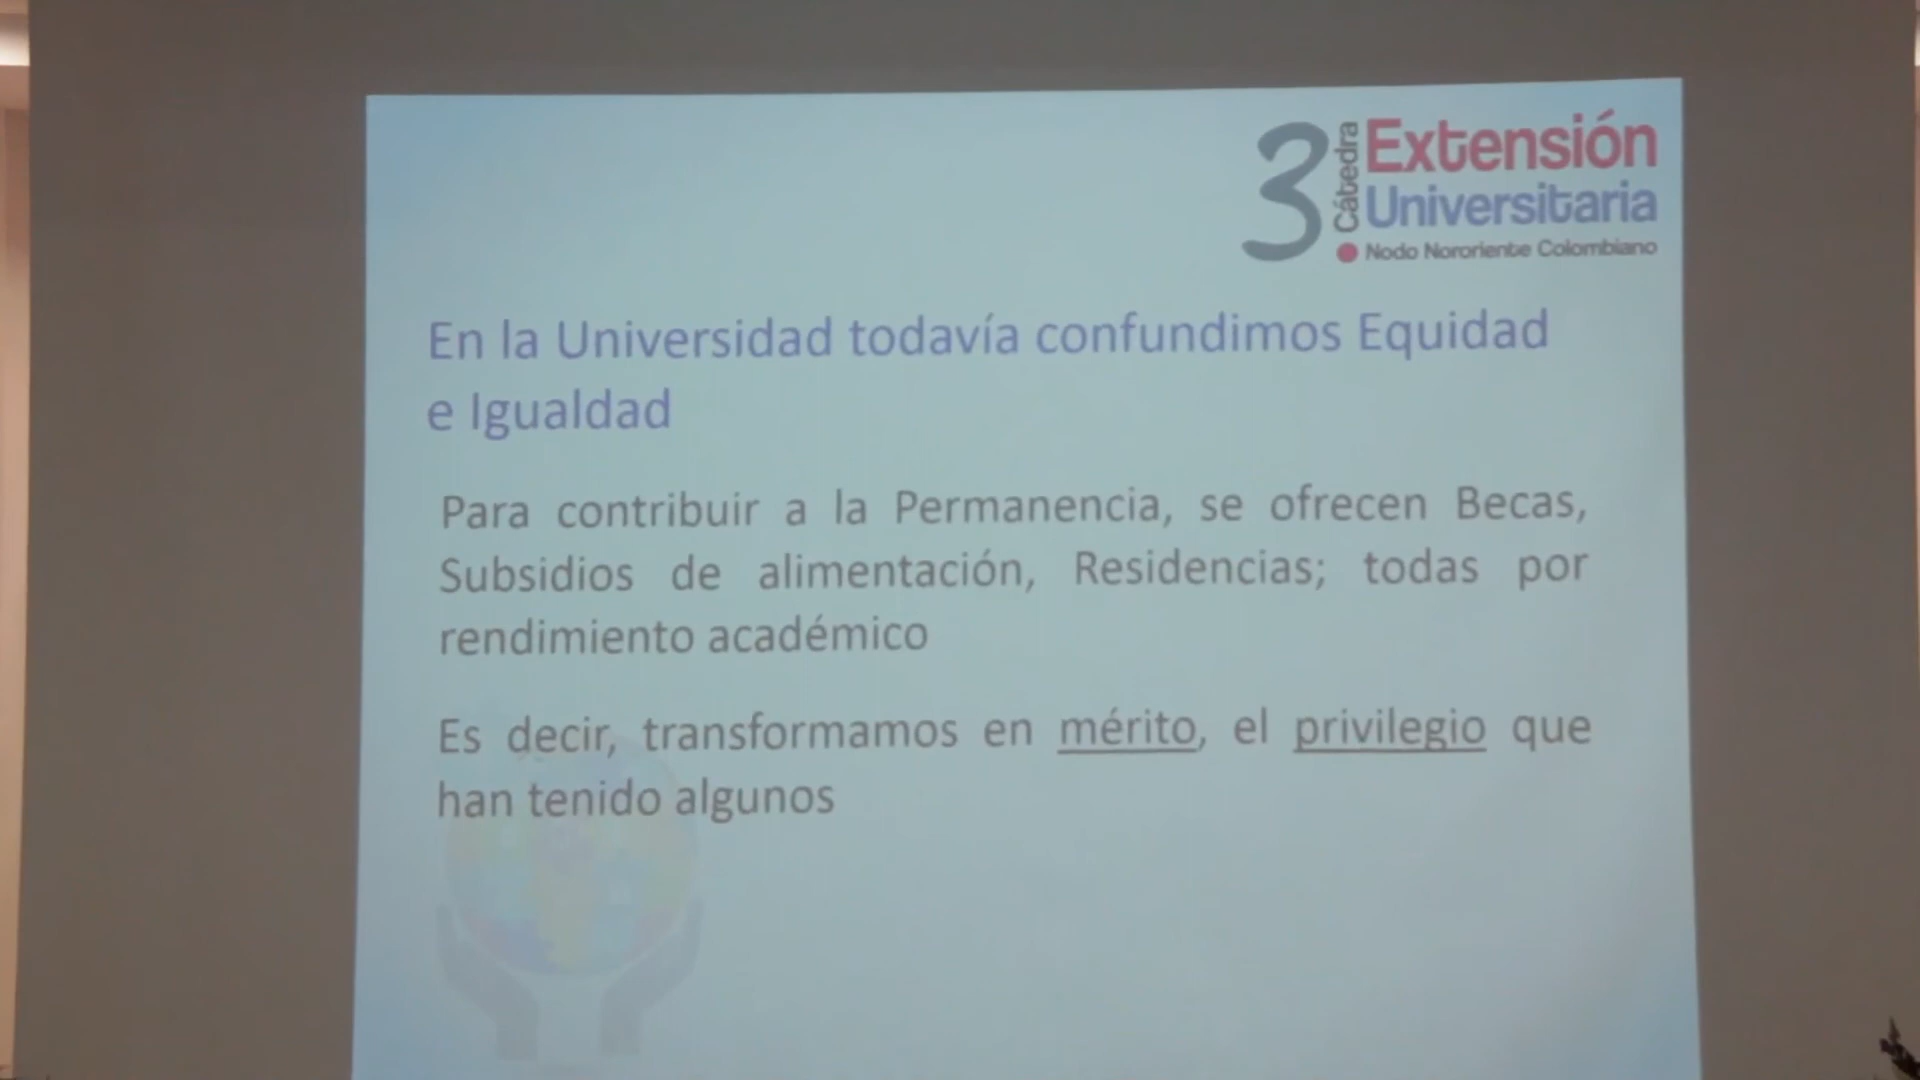 3
Cátedra
Extensión
Universitaria
Nodo Nororiente Colombiano
En la Universidad todavía confundimos Equidad
e Igualdad
Para contribuir a la Permanencia, se ofrecen Becas,
Subsidios de alimentación, Residencias; todas por
rendimiento académico
Es decir, transformamos en mérito, el privilegio que
han tenido algunos